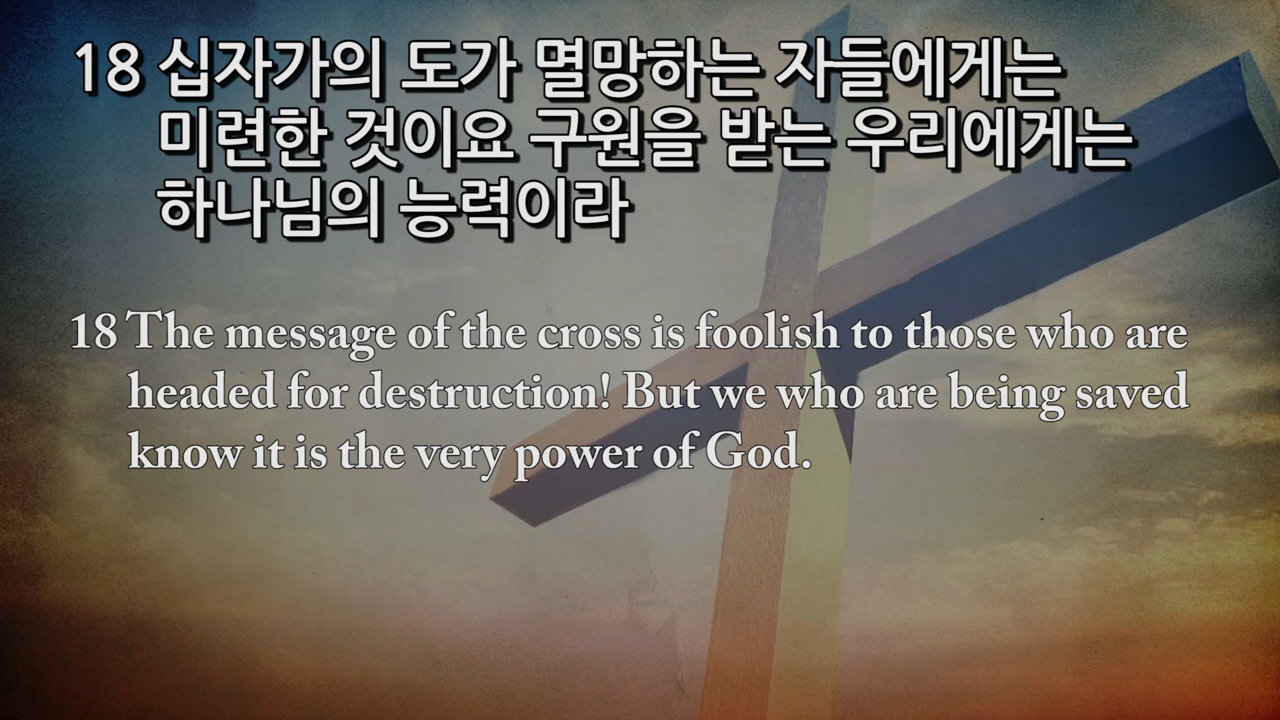 18 십자가의 도가 멸망하는 자들에게는
미련한 것이요 구원을 받는 우리에게는
하나님의 능력이라
18 The message of the cross is foolish to those who are
headed for destruction! But we who are being saved
know it is the very power of God.